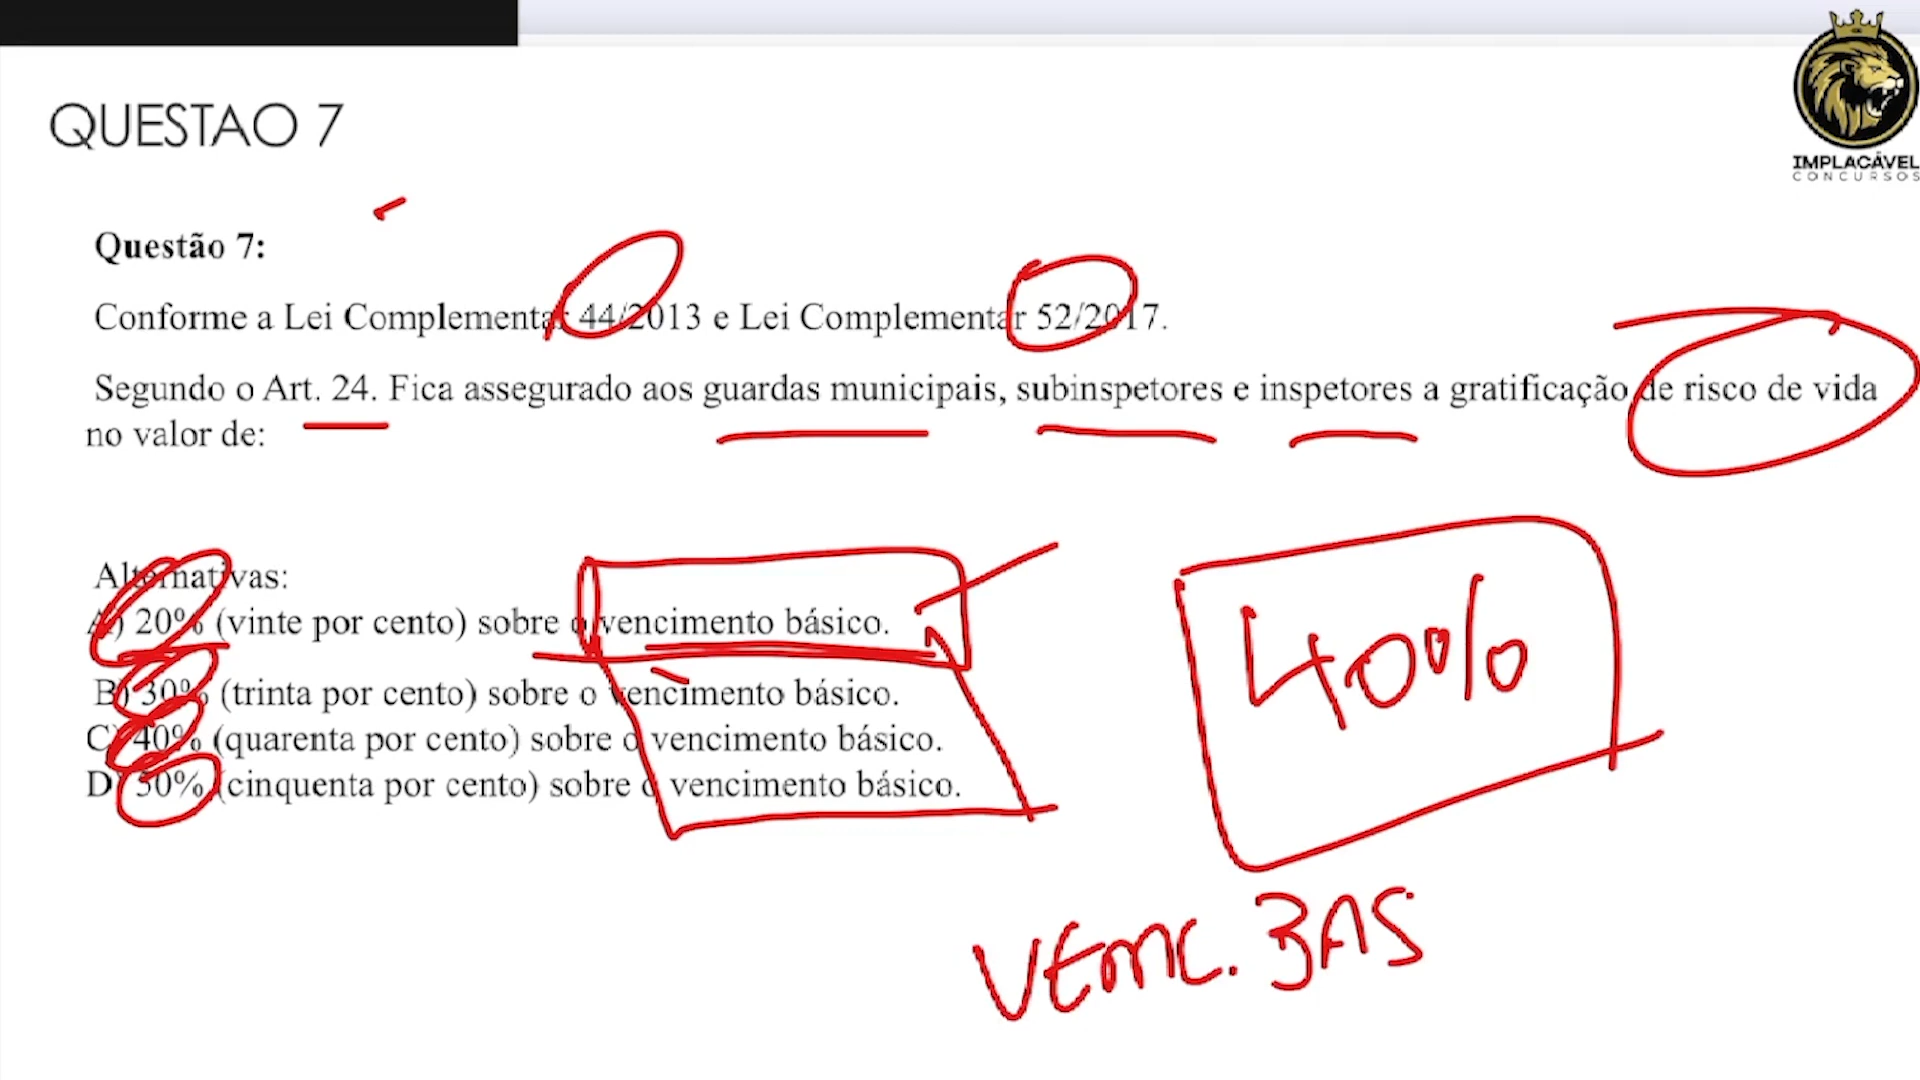 IMPLACÁVEL
CONCURSOS
QUESTAO 7
Questão 7:
Conforme a Lei Complementar 44/2013 e Lei Complementar 52/2017.
Segundo o Art. 24. Fica assegurado aos guardas municipais, subinspetores e inspetores a gratificação de risco de vida
no valor de:
Alternativas:
A) 20% (vinte por cento) sobre o vencimento básico.
B) 30% (trinta por cento) sobre o vencimento básico.
C) 40% (quarenta por cento) sobre o vencimento básico.
D) 50% (cinquenta por cento) sobre o vencimento básico.
40%
VENC. BAS